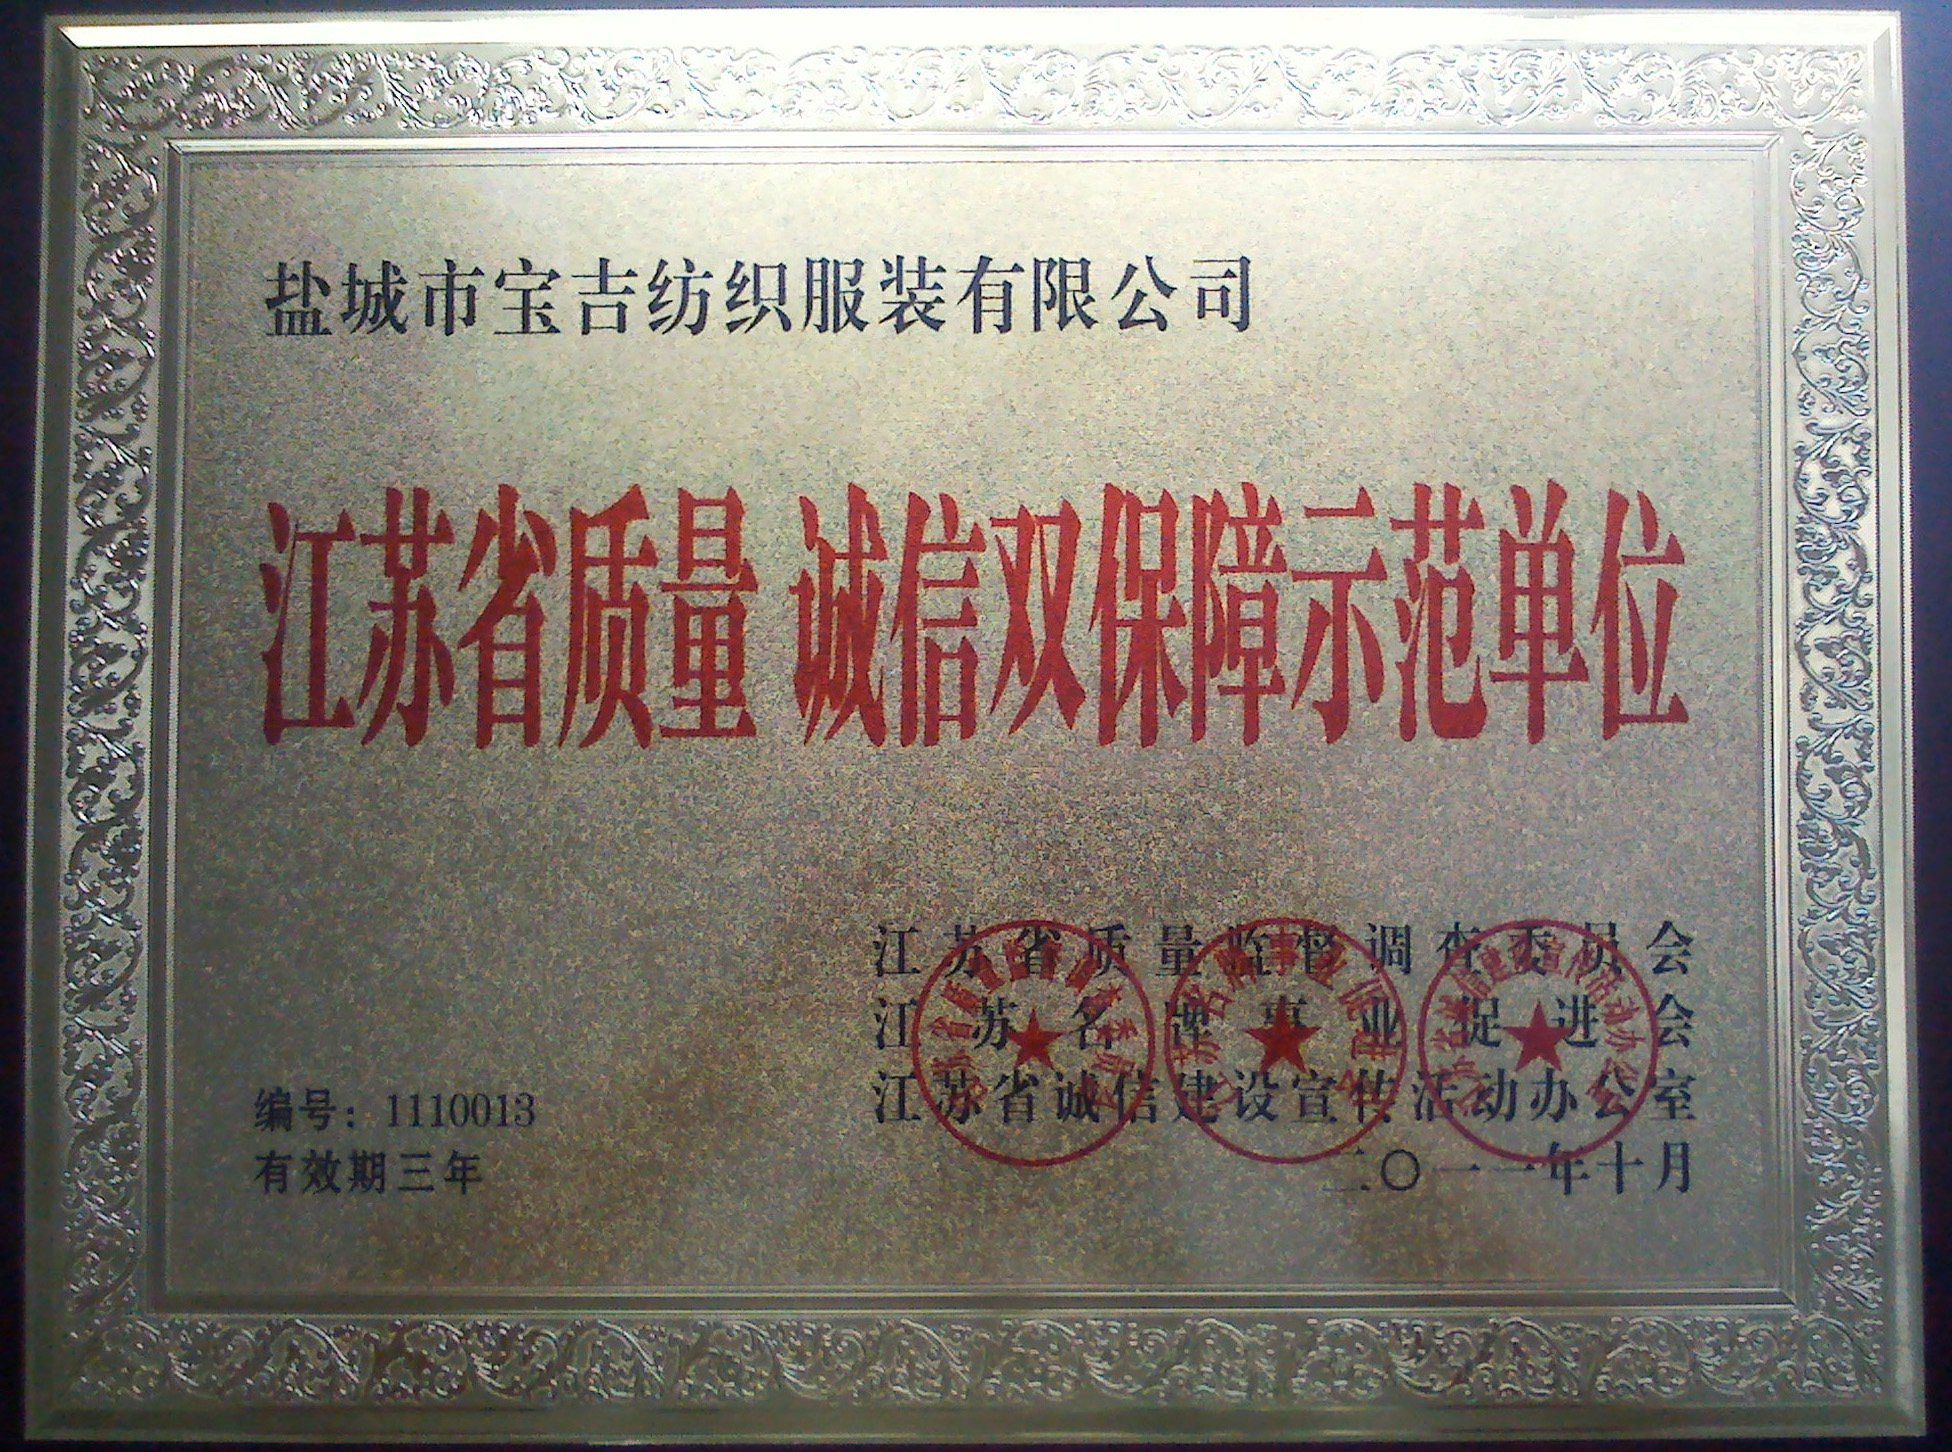 盐城市宝吉纺织服装有限公司
江苏省质量 诚信双保障示范单位
江苏省质量监督调查委员会
江苏名牌事业促进会
江苏省诚信建设宣传活动办公室
编号：1110013
二〇一一年十月
有效期三年